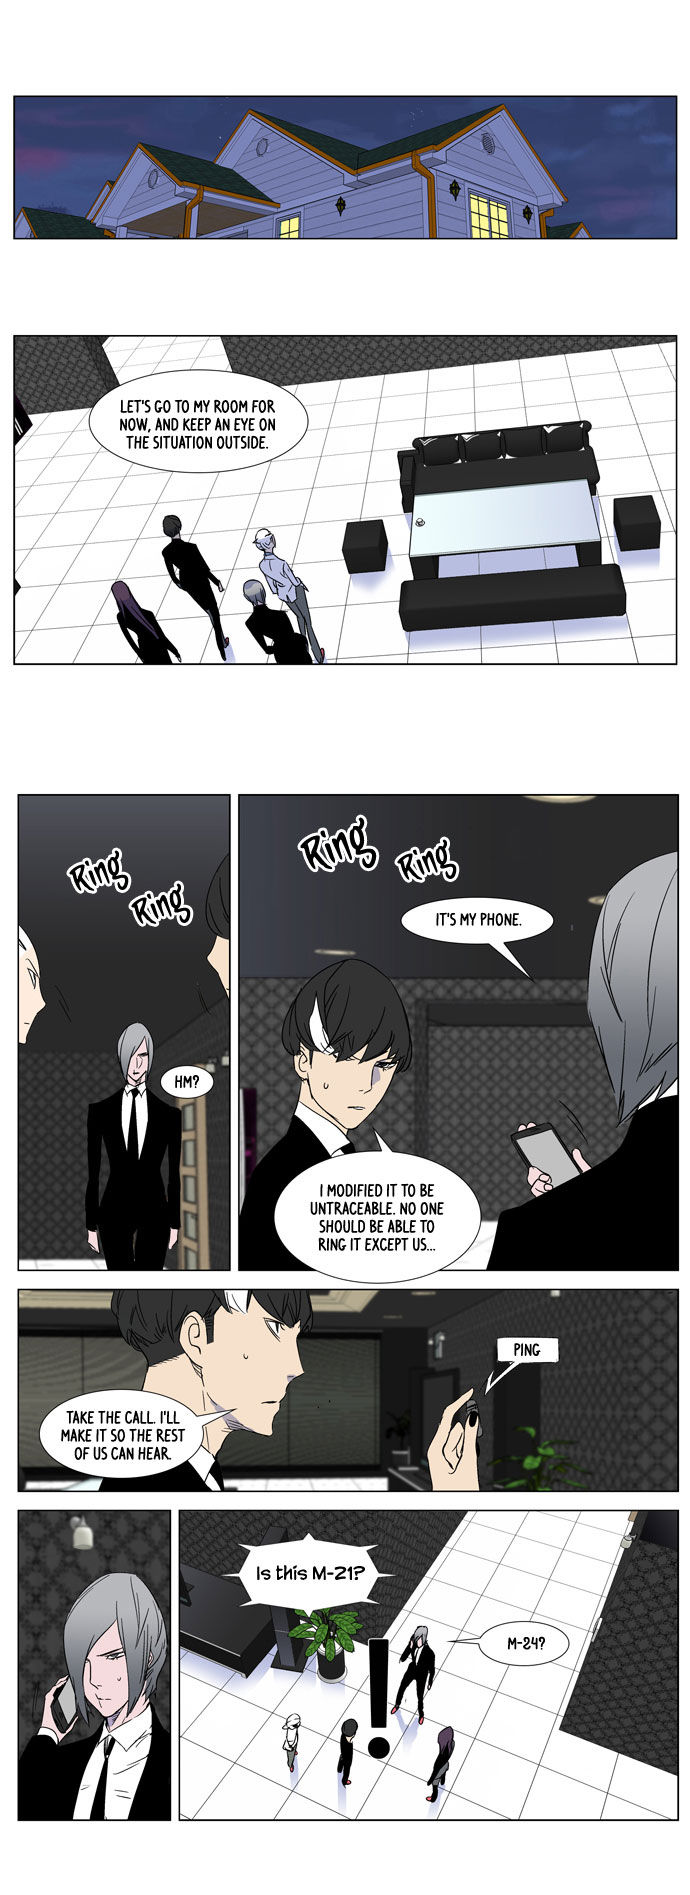 LET'S GO TO MY ROOM FOR
NOW, AND KEEP AN EYE ON
THE SITUATION OUTSIDE.
Ring
Ring
HM?
Ring
Ring
IT'S MY PHONE.
I MODIFIED IT TO BE
UNTRACEABLE. NO ONE
SHOULD BE ABLE TO
RING IT EXCEPT US...
PING
TAKE THE CALL. I'LL
MAKE IT SO THE REST
OF US CAN HEAR.
Is this M-21?
M-24?
!